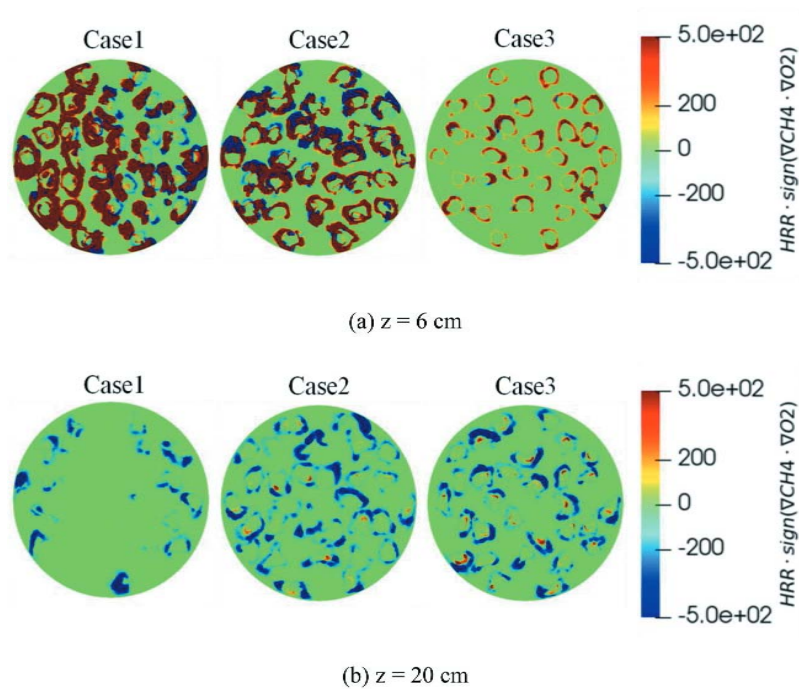 Case1 Case2 Case3
5.0e+02
200
0
-200
-5.0e+02
HRR · sign(∇CH4 · ∇O2)
(a) z = 6 cm
Case1 Case2 Case3
5.0e+02
200
0
-200
-5.0e+02
HRR · sign(∇CH4 · ∇O2)
(b) z = 20 cm